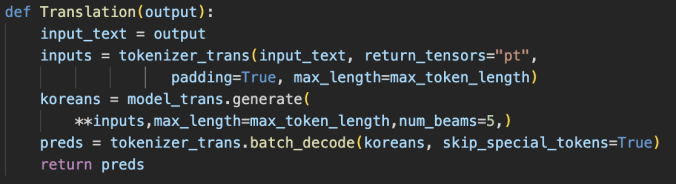 def Translation(output):
    input_text = output
    inputs = tokenizer_trans(input_text, return_tensors="pt",
                    padding=True, max_length=max_token_length)
    koreans = model_trans.generate(
        **inputs,max_length=max_token_length,num_beams=5,)
    preds = tokenizer_trans.batch_decode(koreans, skip_special_tokens=True)
    return preds